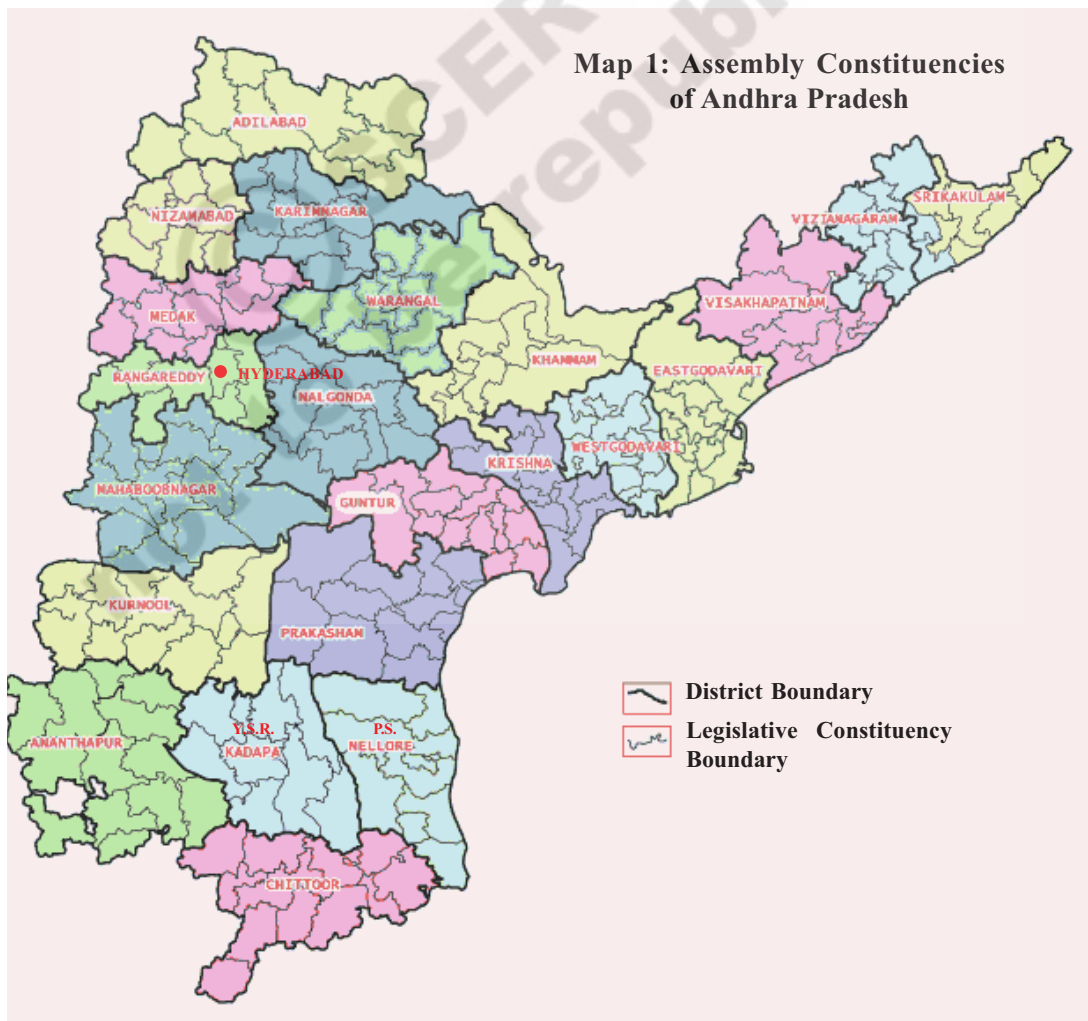 Map 1: Assembly Constituencies
of Andhra Pradesh
ADILABAD
NIZAMABAD
KARIMNAGAR
SRIKAKULAM
VIZIANAGARAM
MEDAK
WARANGAL
VISAKHAPATNAM
RANGAREDDY
HYDERABAD
KHAMMAM
EASTGODAVARI
NALGONDA
WESTGODAVARI
KRISHNA
MAHABOOBNAGAR
GUNTUR
KURNOOL
PRAKASHAM
District Boundary
Legislative Constituency
Boundary
ANANTHAPUR
Y.S.R.
KADAPA
P.S.
NELLORE
CHITTOOR